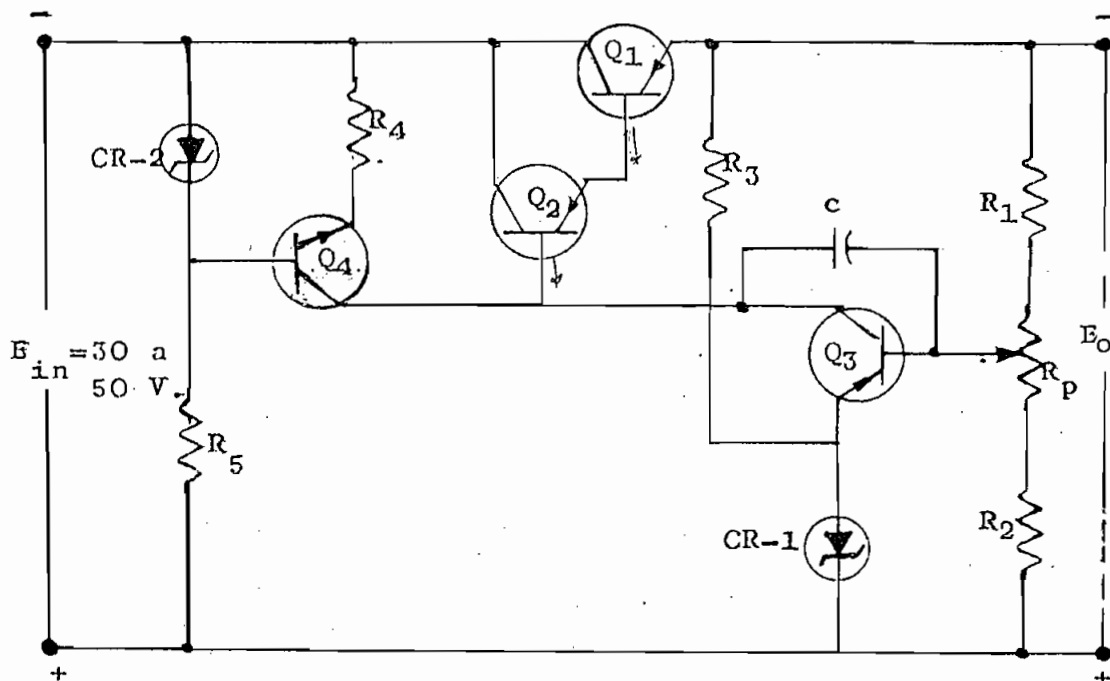 - -
Q1
R4
CR-2
R3
Q2
R1
c
Q4
Q3
Ein=30 a
50 V.
Eo
Rp
R5
R2
CR-1
+ +